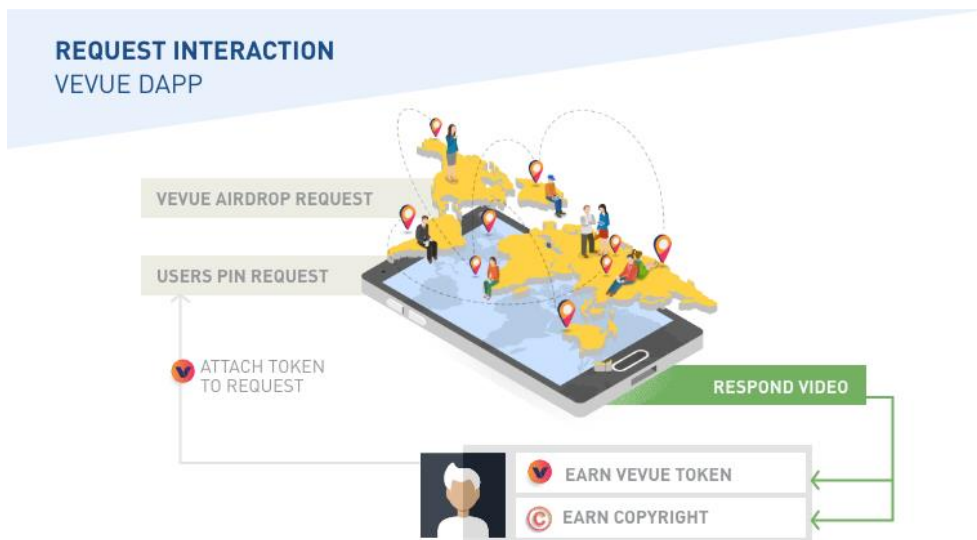 REQUEST INTERACTION
VEVUE DAPP
VEVUE AIRDROP REQUEST
USERS PIN REQUEST
ATTACH TOKEN
TO REQUEST
RESPOND VIDEO
EARN VEVUE TOKEN
EARN COPYRIGHT